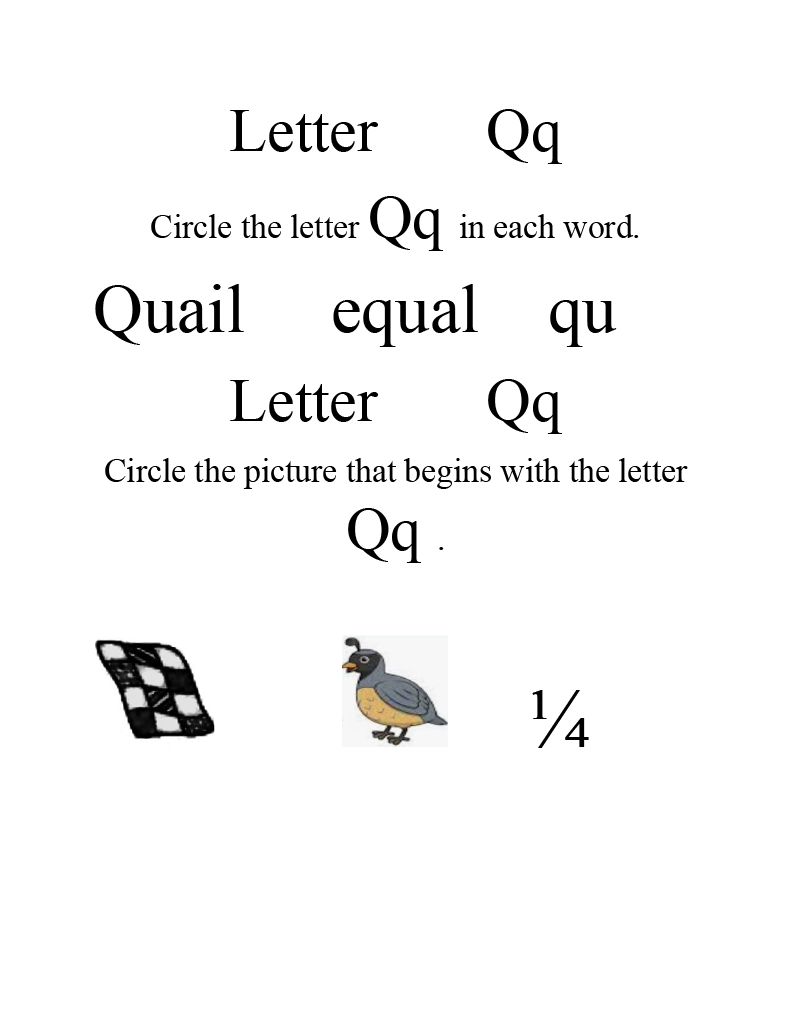 Letter Qq
Circle the letter Qq in each word.
Quail equal qu
Letter Qq
Circle the picture that begins with the letter
Qq .
¼